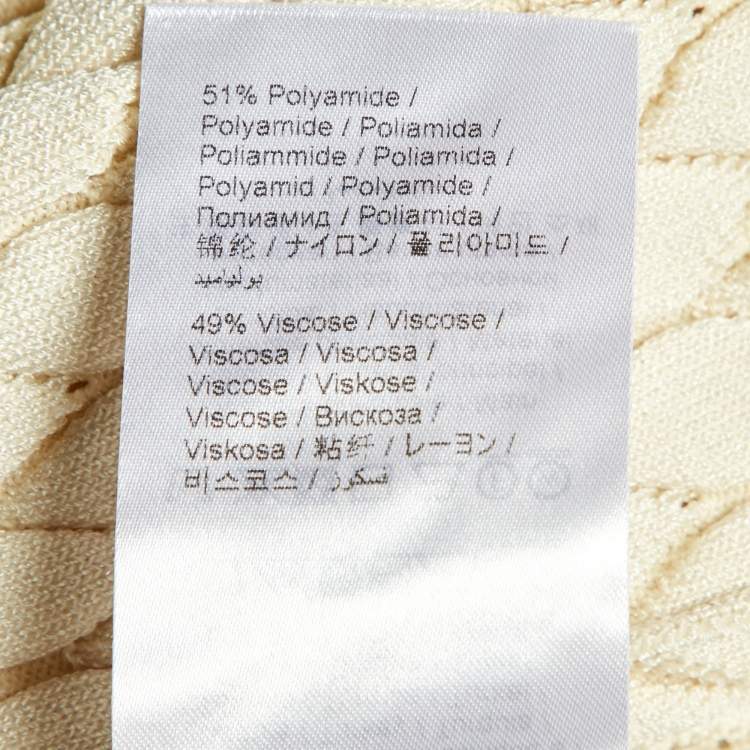 51% Polyamide /
Polyamide / Poliamida /
Poliammide / Poliamida /
Polyamid / Polyamide /
Полиамид / Poliamida /
锦纶 / ナイロン / 폴리아미드 /
بولواميد
49% Viscose / Viscose /
Viscosa / Viscosa /
Viscose / Viskose /
Viscose / Вискоза /
Viskosa / 粘纤 / レーヨン /
비스코스 / فسكوز